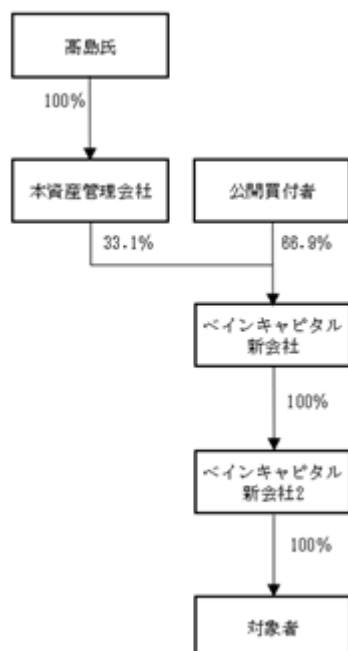 髙島氏
100%
本資産管理会社
公開買付者
33.1%
66.9%
ベインキャピタル
新会社
100%
ベインキャピタル
新会社2
100%
対象者